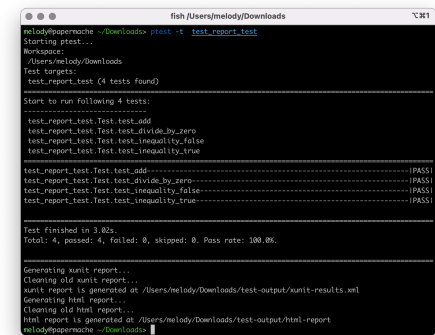 fish /Users/melody/Downloads
⌥⌘1
melody@papermache ~/Downloads> ptest -t test_report_test
Starting ptest...
Workspace:
/Users/melody/Downloads
Test targets:
test_report_test (4 tests found)
================================================================================
Start to run following 4 tests:
------------------------------
test_report_test.Test.test_add
test_report_test.Test.test_divide_by_zero
test_report_test.Test.test_inequality_false
test_report_test.Test.test_inequality_true
================================================================================
test_report_test.Test.test_add--------------------------------------------------|PASS|
test_report_test.Test.test_divide_by_zero---------------------------------------|PASS|
test_report_test.Test.test_inequality_false-------------------------------------|PASS|
test_report_test.Test.test_inequality_true--------------------------------------|PASS|
================================================================================
Test finished in 3.02s.
Total: 4, passed: 4, failed: 0, skipped: 0. Pass rate: 100.0%.
================================================================================
Generating xunit report...
Cleaning old xunit report...
xunit report is generated at /Users/melody/Downloads/test-output/xunit-results.xml
Generating html report...
Cleaning old html report...
html report is generated at /Users/melody/Downloads/test-output/html-report
melody@papermache ~/Downloads>